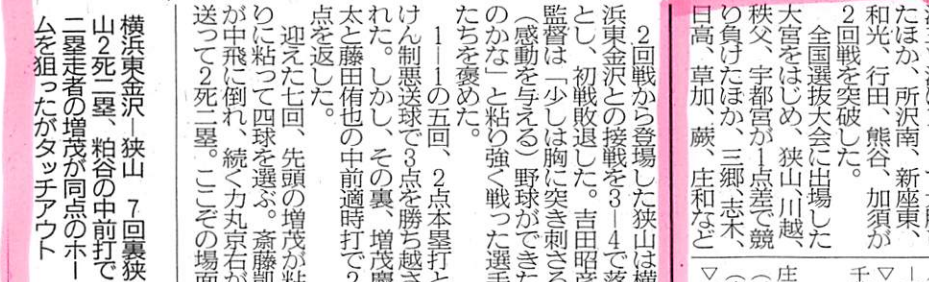 たほか、所沢南、新座東、
和光、行田、熊谷、加須が
2回戦を突破した。
全国選抜大会に出場した
大宮をはじめ、狭山、川越、
秩父、宇都宮が1点差で競
り負けたほか、三郷、志木、
日高、草加、蕨、庄和など
2回戦から登場した狭山は横
浜東金沢との接戦を3―4で落
とし、初戦敗退した。吉田昭彦
監督は「少しは胸に突き刺さる
（感動を与える）野球ができた
のかな」と粘り強く戦った選手
たちを褒めた。
1―1の五回、2点本塁打と
けん制悪送球で3点を勝ち越さ
れた。しかし、その裏、増茂慶
太と藤田侑也の中前適時打で2
点を返した。
迎えた七回、先頭の増茂が粘
りに粘って四球を選ぶ。斎藤凱
が中飛に倒れ、続く力丸京右が
送って2死二塁。ここぞの場面
横浜東金沢―狭山 7回裏狭
山2死二塁 粕谷の中前打で
二塁走者の増茂が同点のホー
ムを狙ったがタッチアウト
▽
千
庄
（
（
▽